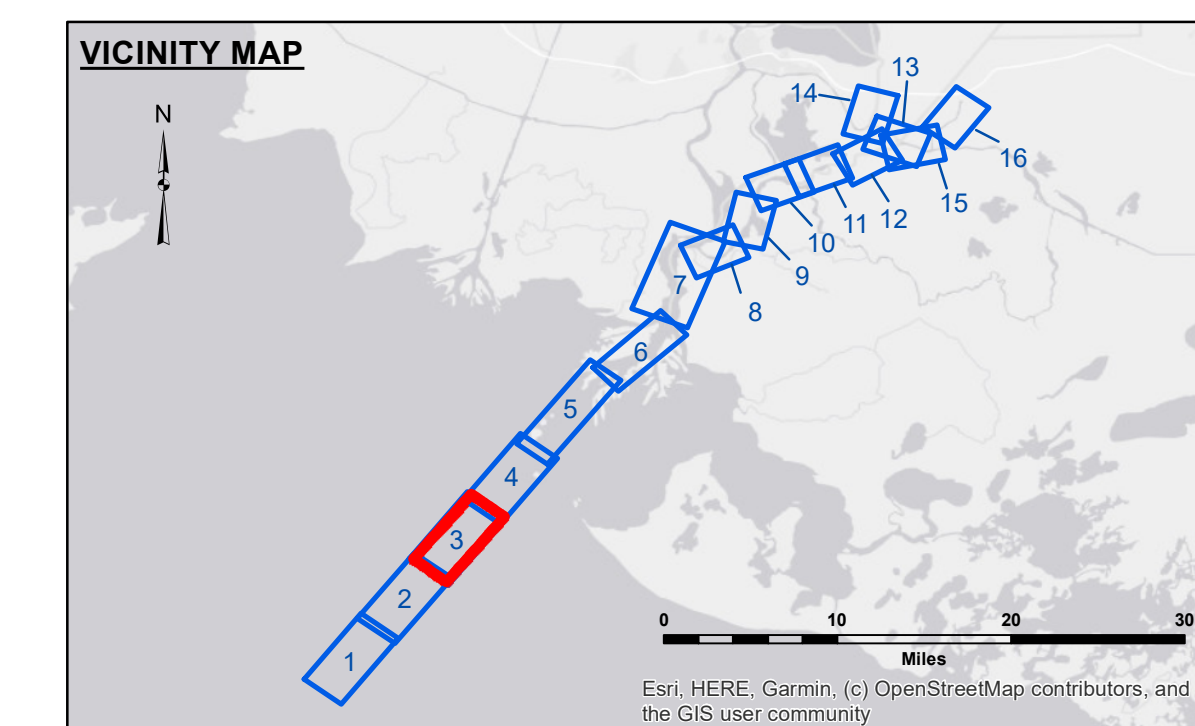 VICINITY MAP
N
13
14
16
15
12
11
10
9
7
8
6
5
4
3
2
1
0 10 20 30
Miles
Esri, HERE, Garmin, (c) OpenStreetMap contributors, and
the GIS user community